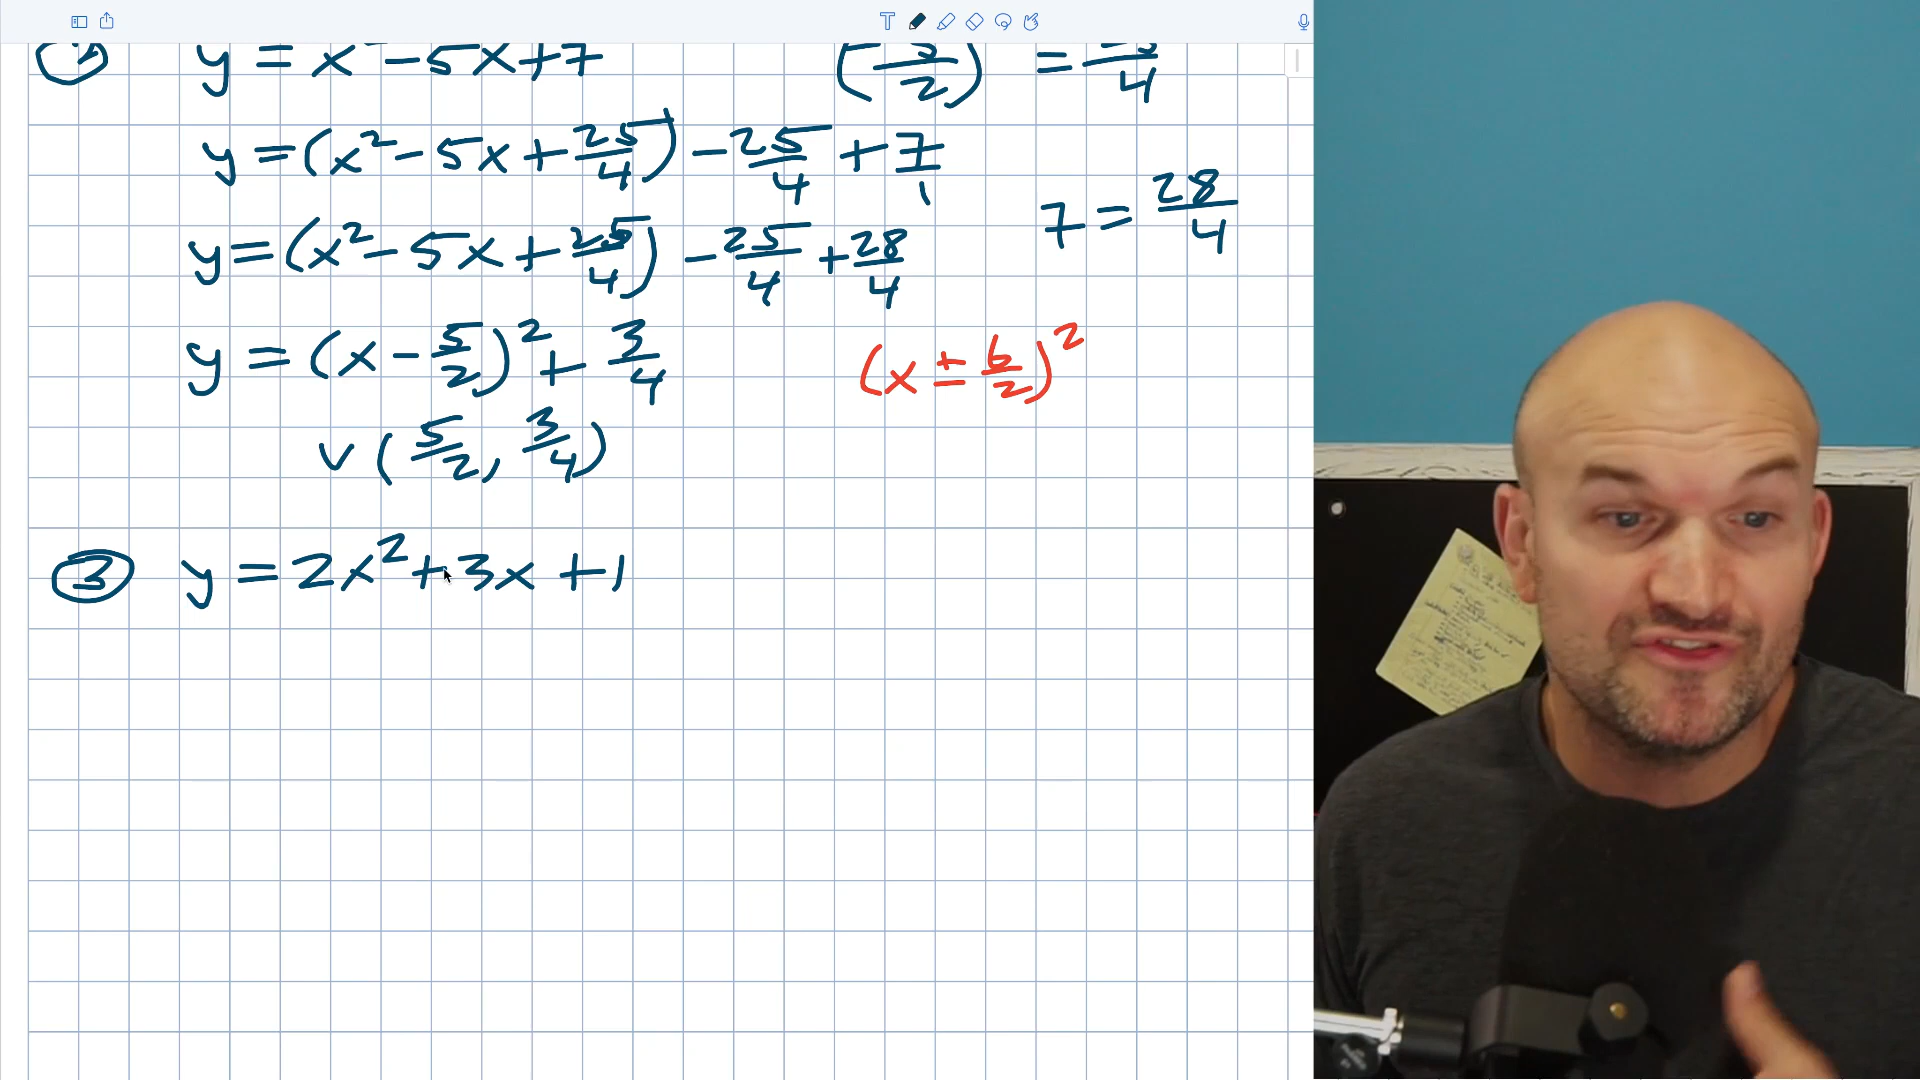 ② y = x² - 5x + 7 (-5/2) = 25/4
y = (x² - 5x + 25/4) - 25/4 + 7/1
7 = 28/4
y = (x² - 5x + 25/4) - 25/4 + 28/4
y = (x - 5/2)² + 3/4
(x ± b/2)²
v (5/2, 3/4)
③ y = 2x² + 3x + 1